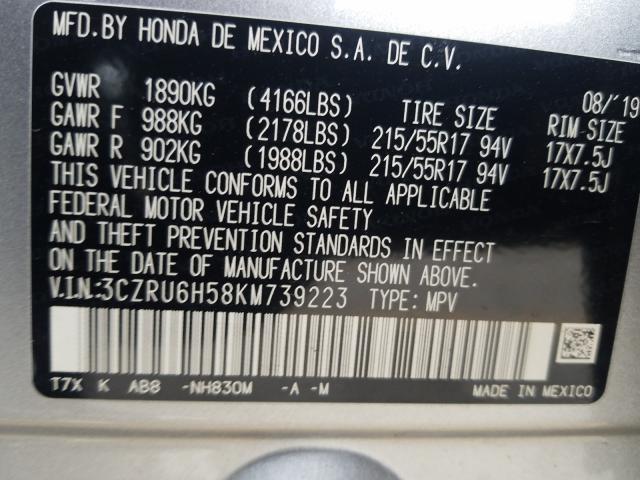 MFD.BY HONDA DE MEXICO S.A. DE C.V.
08/'19
GVWR 1890KG (4166LBS) TIRE SIZE RIM SIZE
GAWR F 988KG (2178LBS) 215/55R17 94V 17X7.5J
GAWR R 902KG (1988LBS) 215/55R17 94V 17X7.5J
THIS VEHICLE CONFORMS TO ALL APPLICABLE
FEDERAL MOTOR VEHICLE SAFETY
AND THEFT PREVENTION STANDARDS IN EFFECT
ON THE DATE OF MANUFACTURE SHOWN ABOVE.
V.I.N.:3CZRU6H58KM739223 TYPE: MPV
T7X K AB8 -NH830M -A -M MADE IN MEXICO